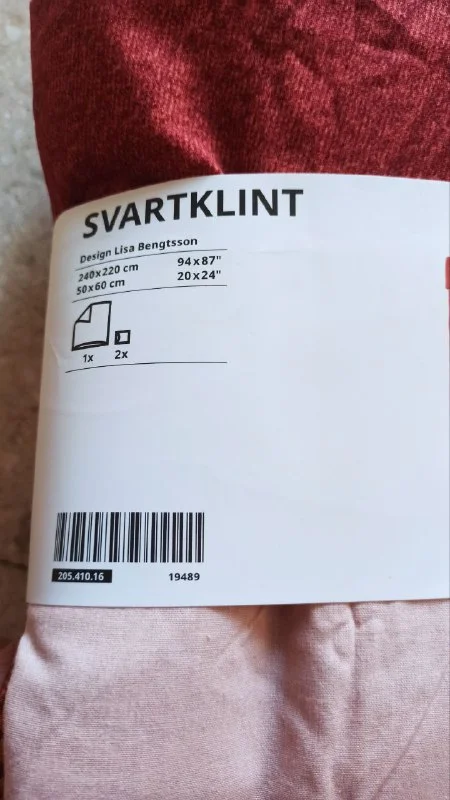 SVARTKLINT
Design Lisa Bengtsson
240x220 cm 94x87"
50x60 cm 20x24"
1x 2x
205.410.16 19489